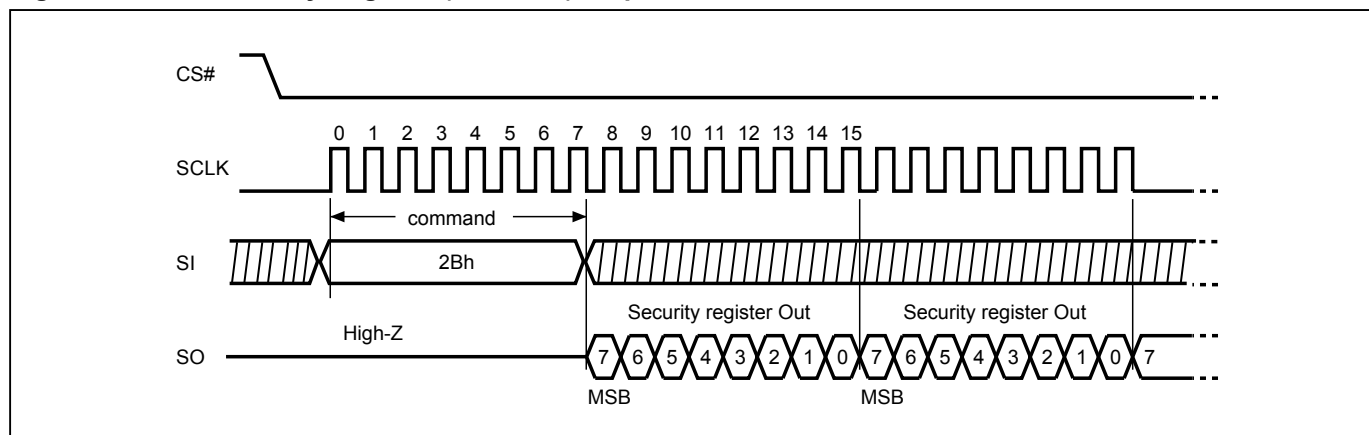 CS#
0 1 2 3 4 5 6 7 8 9 10 11 12 13 14 15
SCLK
command
SI
2Bh
Security register Out Security register Out
High-Z
SO
7 6 5 4 3 2 1 0 7 6 5 4 3 2 1 0 7
MSB MSB